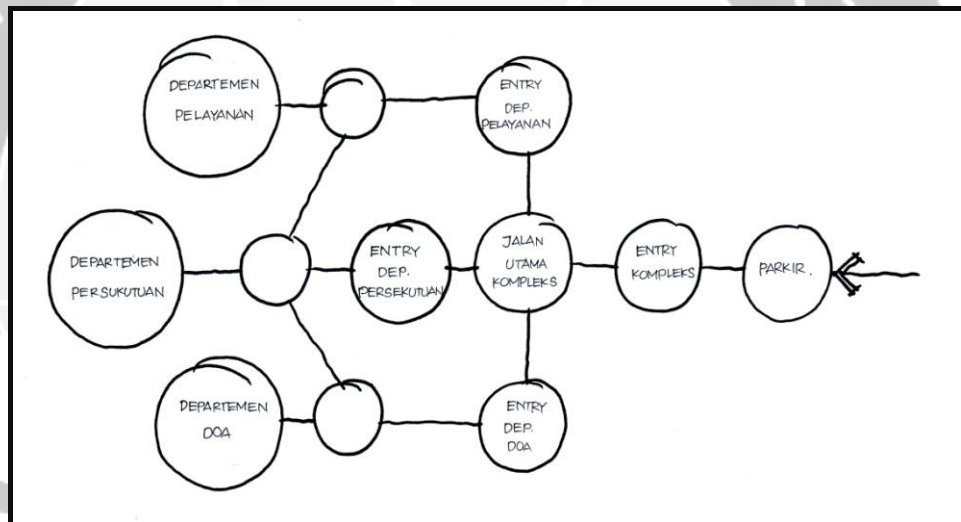 DEPARTEMEN
PELAYANAN
ENTRY
DEP.
PELAYANAN
DEPARTEMEN
PERSUKUTUAN
ENTRY
DEP.
PERSEKUTUAN
JALAN
UTAMA
KOMPLEKS
ENTRY
KOMPLEKS
PARKIR.
DEPARTEMEN
DOA
ENTRY
DEP.
DOA